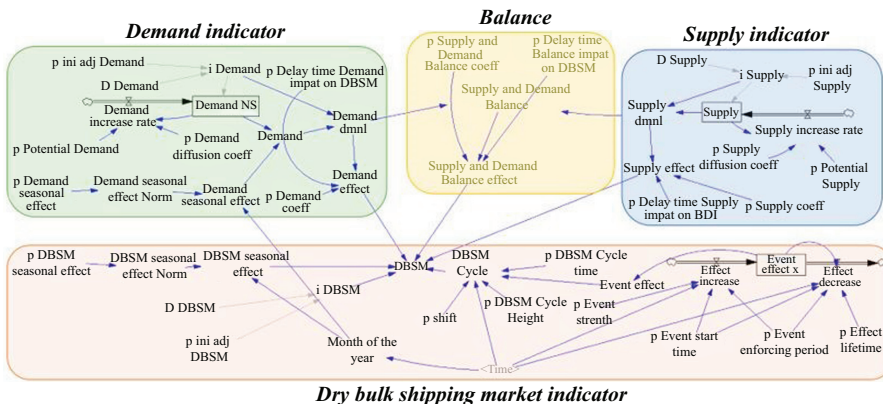 Demand indicator
Balance
Supply indicator
p ini adj Demand
D Demand
i Demand
p Delay time Demand
impat on DBSM
Demand NS
Demand
increase rate
Demand
Demand
dmnl
p Potential Demand
p Demand
diffusion coeff
p Demand
seasonal
effect
Demand seasonal
effect Norm
Demand
seasonal effect
p Demand
coeff
Demand
effect
p Supply and
Demand
Balance coeff
p Delay time
Balance impat
on DBSM
Supply and Demand
Balance
Supply and Demand
Balance effect
D Supply
i Supply
p ini adj
Supply
Supply
dmnl
Supply
Supply increase rate
p Supply
diffusion coeff
p Potential
Supply
Supply effect
p Delay time Supply
impat on BDI
p Supply coeff
p DBSM
seasonal effect
DBSM seasonal
effect Norm
DBSM seasonal
effect
DBSM
DBSM
Cycle
p DBSM Cycle
time
Event effect
Effect
increase
Event
effect x
Effect
decrease
D DBSM
i DBSM
p ini adj
DBSM
p shift
p DBSM Cycle
Height
p Event
strenth
Month of the
year
<Time>
p Event start
time
p Event
enforcing period
p Effect
lifetime
Dry bulk shipping market indicator